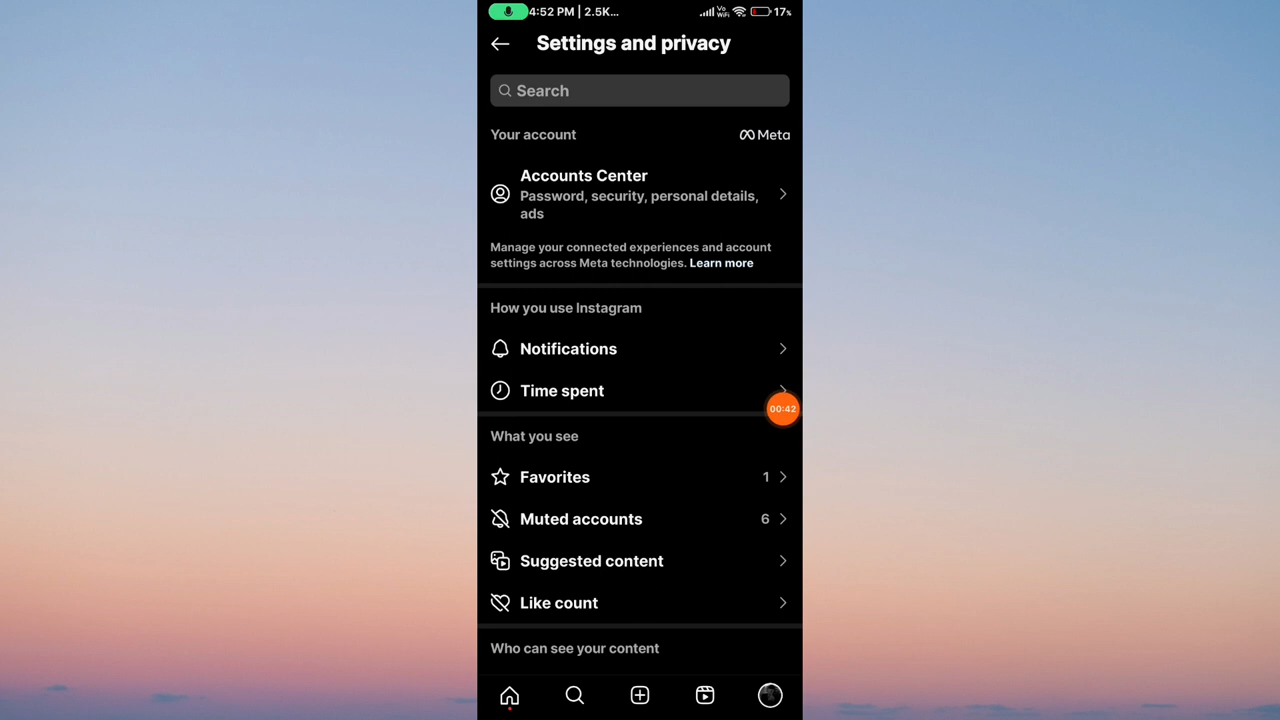 4:52 PM | 2.5K... Vo WiFi 17%
Settings and privacy
Search
Your account Meta
Accounts Center
Password, security, personal details,
ads
Manage your connected experiences and account
settings across Meta technologies. Learn more
How you use Instagram
Notifications
Time spent
00:42
What you see
Favorites 1
Muted accounts 6
Suggested content
Like count
Who can see your content